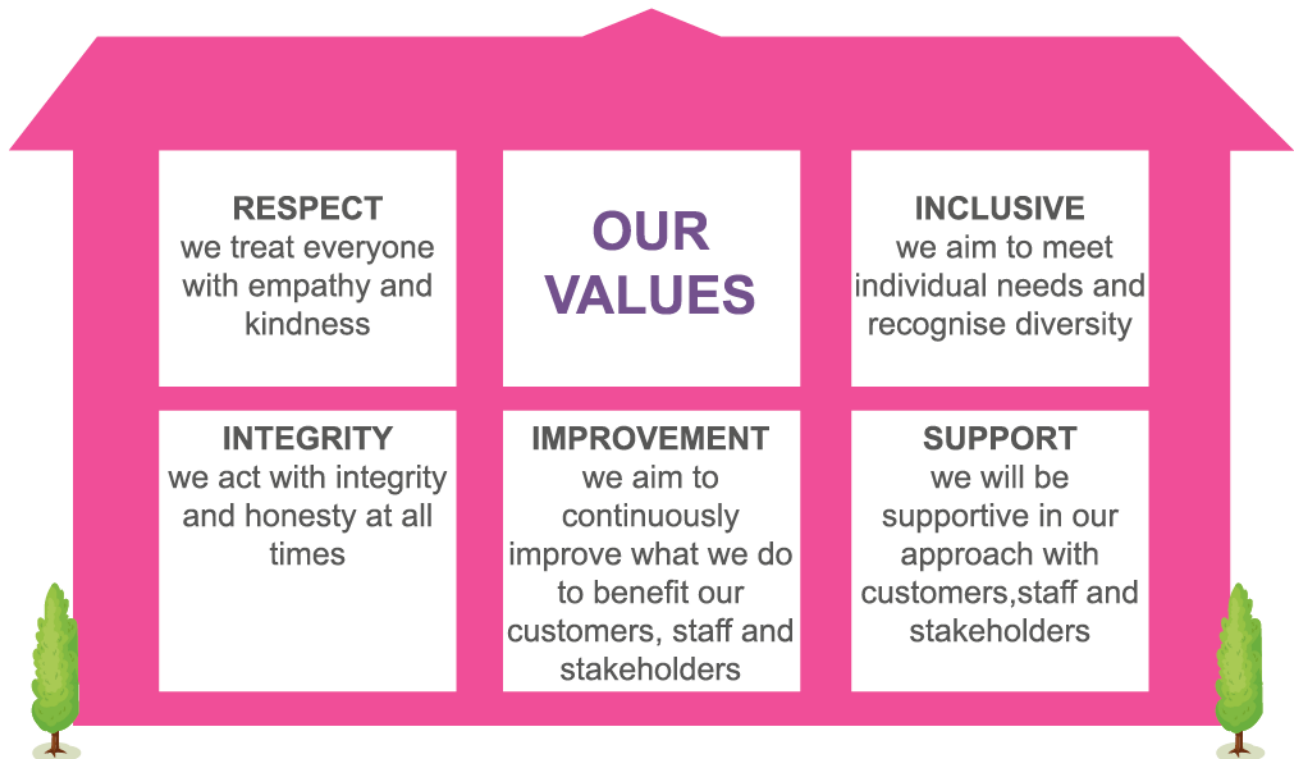 RESPECT
we treat everyone
with empathy and
kindness
OUR
VALUES
INCLUSIVE
we aim to meet
individual needs and
recognise diversity
INTEGRITY
we act with integrity
and honesty at all
times
IMPROVEMENT
we aim to
continuously
improve what we do
to benefit our
customers, staff and
stakeholders
SUPPORT
we will be
supportive in our
approach with
customers,staff and
stakeholders